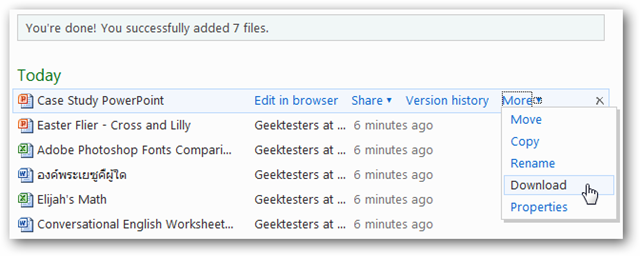 You're done! You successfully added 7 files.
Today
Case Study PowerPoint Edit in browser Share Version history More
Easter Flier - Cross and Lilly Geektesters at ... 6 minutes ago Move
Adobe Photoshop Fonts Compari... Geektesters at ... 6 minutes ago Copy
องค์พระเยซูคืผู้ใด Geektesters at ... 6 minutes ago Rename
Elijah's Math Geektesters at ... 6 minutes ago Download
Conversational English Worksheet... Geektesters at ... 6 minutes ago Properties